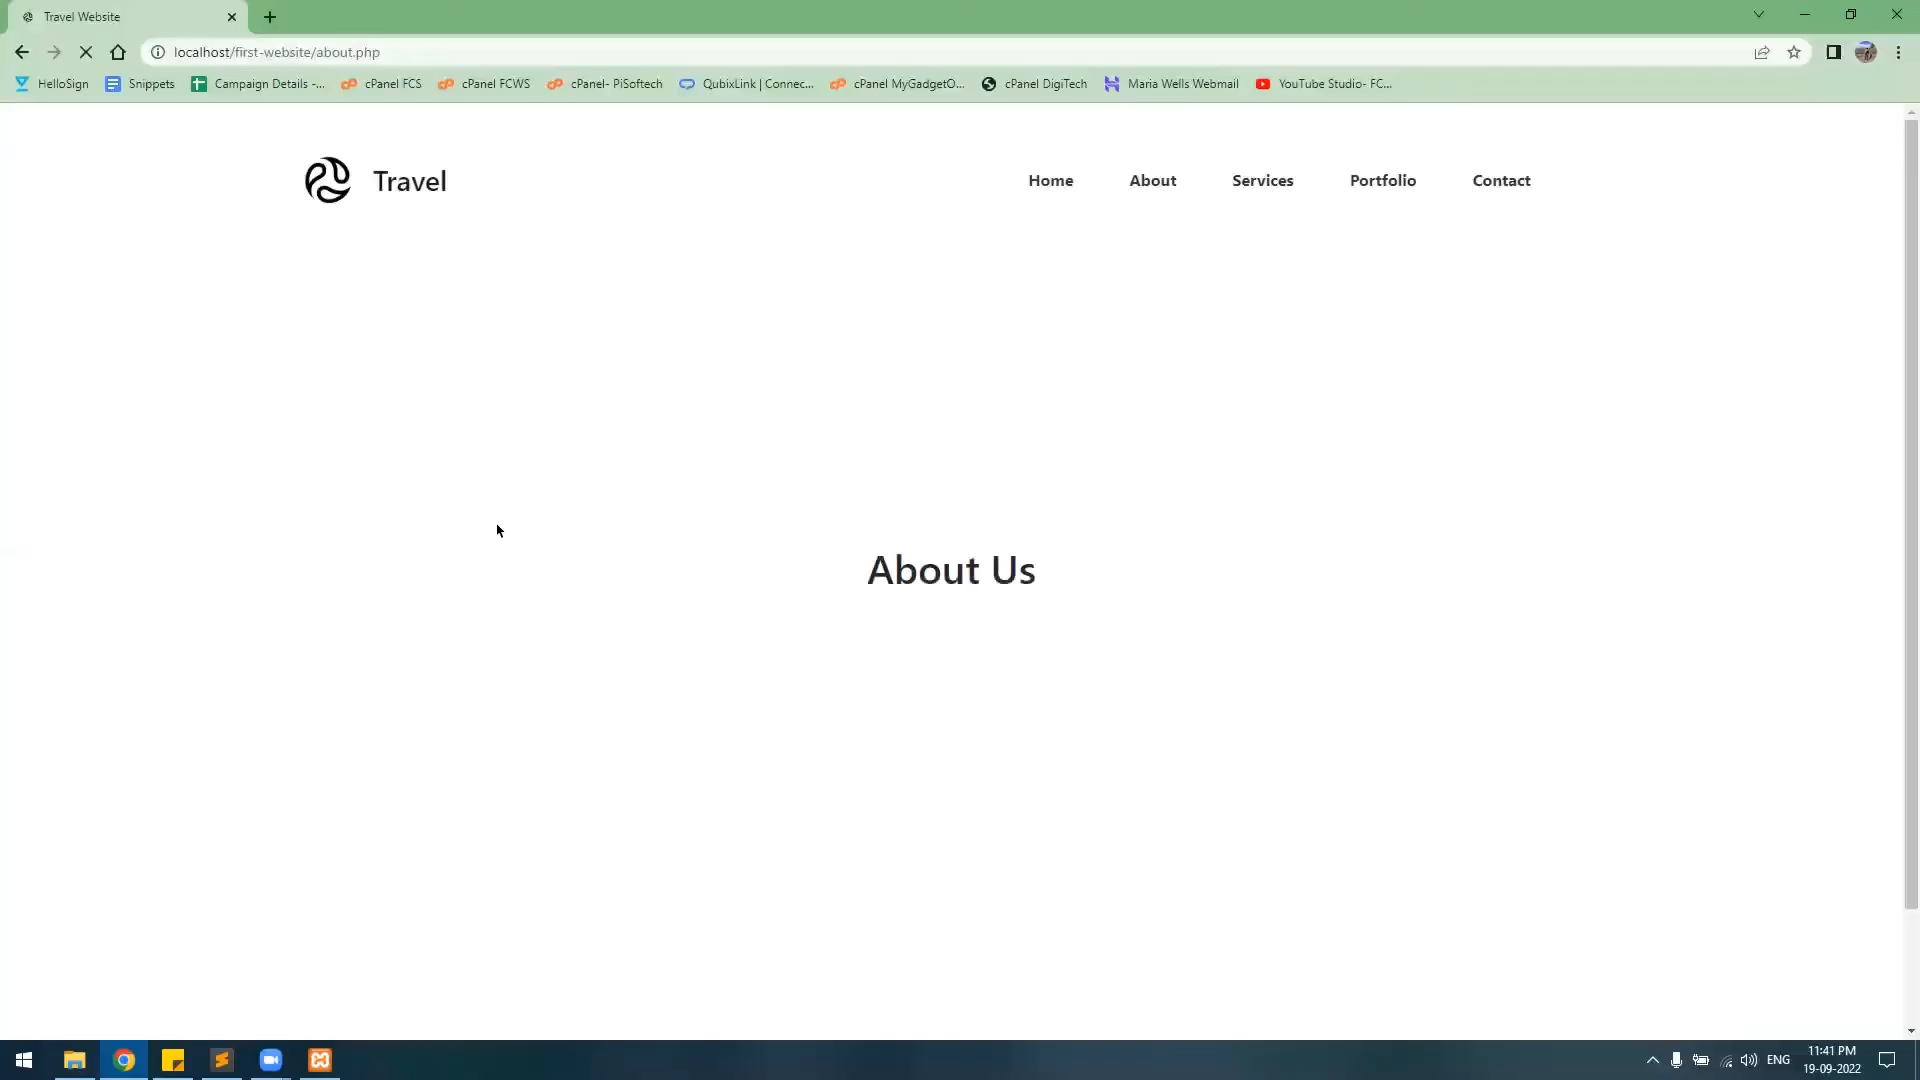 Travel Website
localhost/first-website/about.php
HelloSign Snippets Campaign Details -... cPanel FCS cPanel FCWS cPanel- PiSoftech QubixLink | Connec... cPanel MyGadgetO... cPanel DigiTech Maria Wells Webmail YouTube Studio- FC...
Travel Home About Services Portfolio Contact
About Us
ENG 11:41 PM
19-09-2022